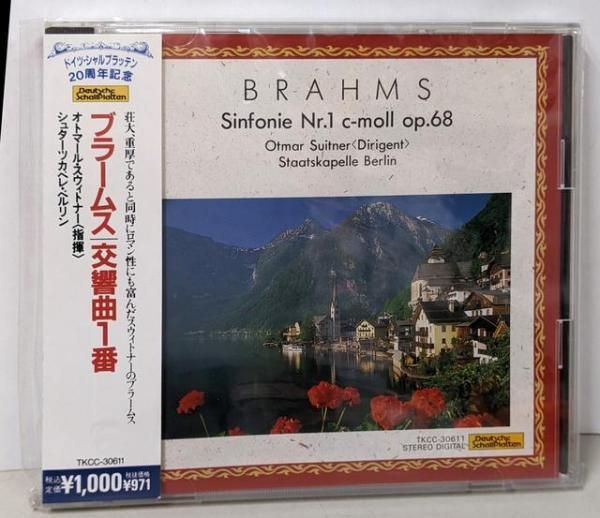 ドイツ・シャルプラッテン
20周年記念
Deutsche
Schallplatten
荘大、重厚であると同時にロマン性にも富んだスウィトナーのブラームス
ブラームス|交響曲1番
オトマール・スウィトナー〈指揮〉
シュターツカペレ・ベルリン
TKCC-30611
税込
定価
¥1,000
税抜価格
¥971
BRAHMS
Sinfonie Nr.1 c-moll op.68
Otmar Suitner〈Dirigent〉
Staatskapelle Berlin
TKCC-30611
STEREO DIGITAL
Deutsche
Schallplatten